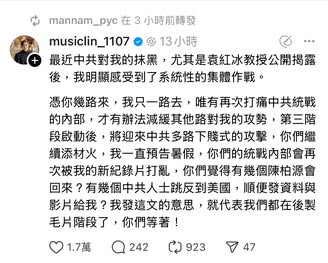 mannam_pyc 在 3 小時前轉發
musiclin_1107 13小時
最近中共對我的抹黑，尤其是袁紅冰教授公開揭露
後，我明顯感受到了系統性的集體作戰。
憑你幾路來，我只一路去，唯有再次打痛中共統戰
的內部，才有辦法減緩其他路對我的攻勢，第三階
段啟動後，將迎來中共多路下賤式的攻擊，你們繼
續添材火，我一直預告暑假，你們的統戰內部會再
次被我的新紀錄片打亂，你們覺得有幾個陳柏源會
回來？有幾個中共人士跳反到美國，順便發資料與
影片給我？我發這文的意思，就代表我們都在後製
毛片階段了，你們等著！
1.7萬 242 923 47